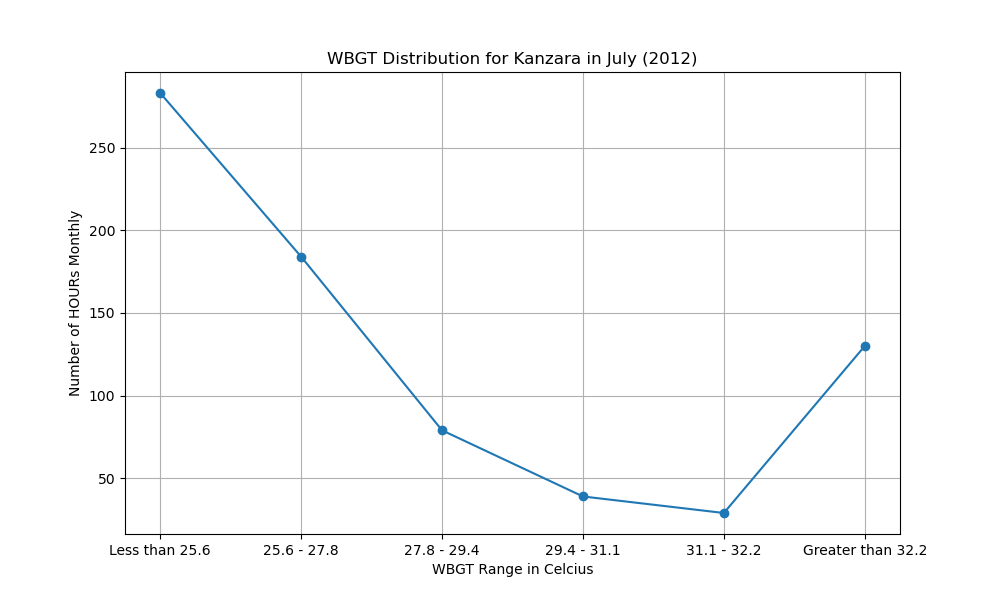 WBGT Distribution for Kanzara in July (2012)
Number of HOURs Monthly
250
200
150
100
50
Less than 25.6
25.6 - 27.8
27.8 - 29.4
29.4 - 31.1
31.1 - 32.2
Greater than 32.2
WBGT Range in Celcius